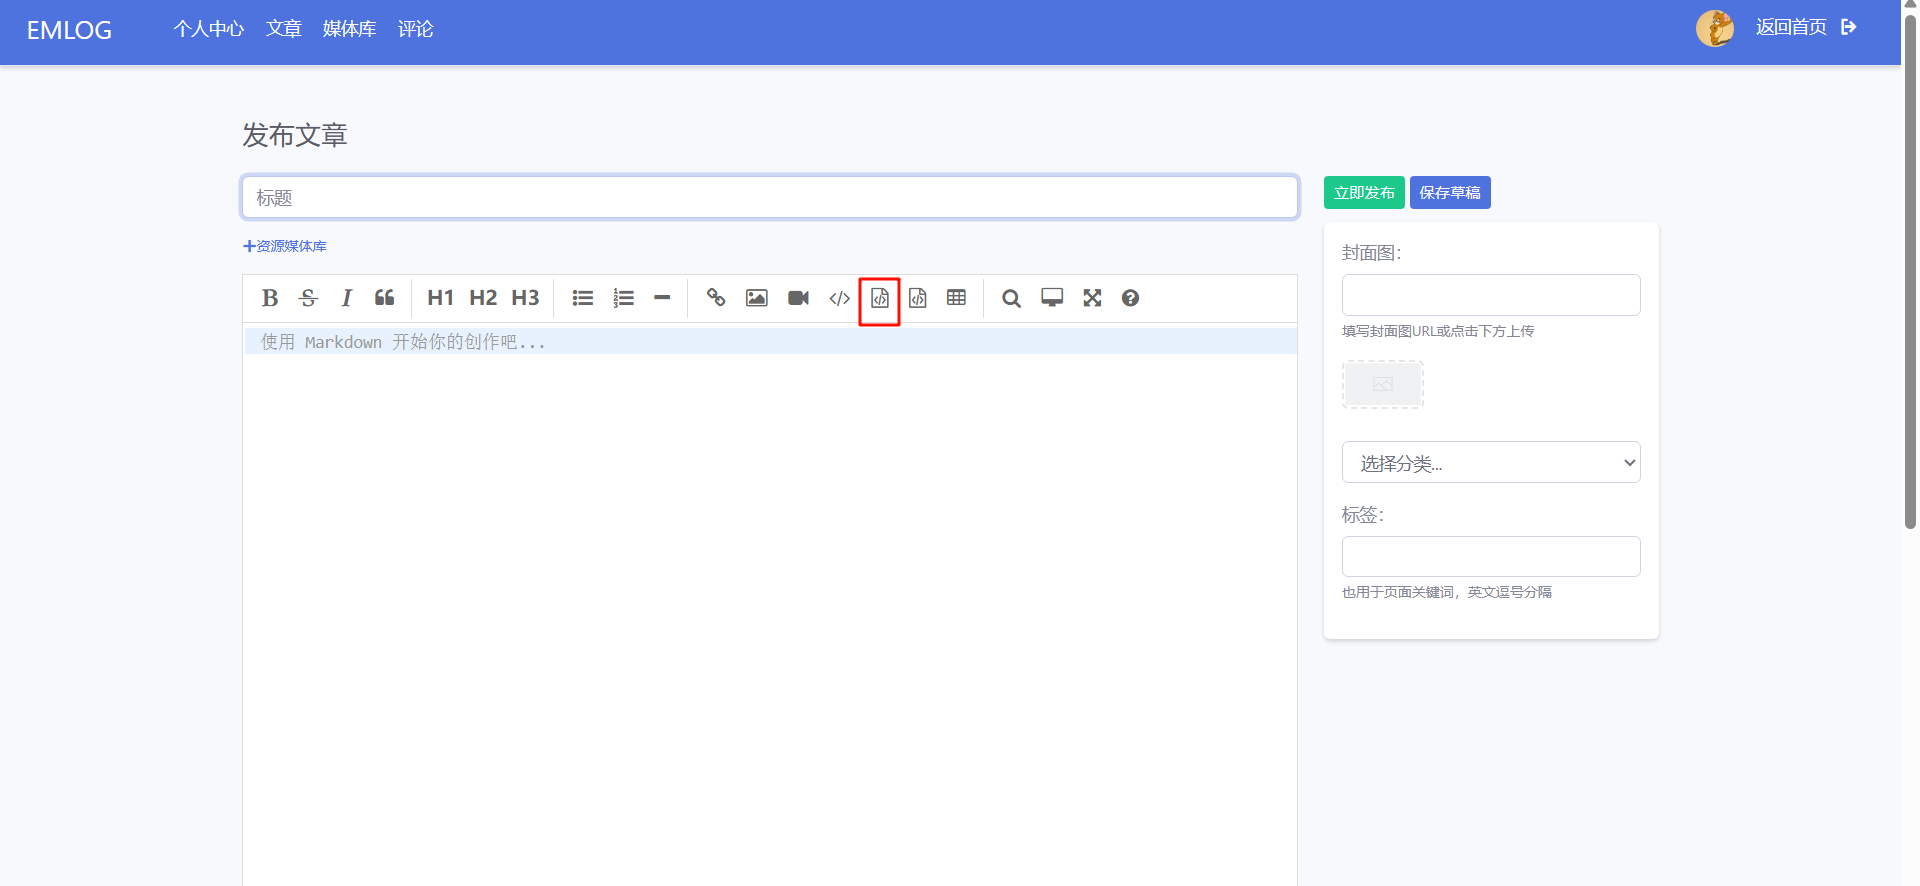 EMLOG 个人中心 文章 媒体库 评论 返回首页
发布文章
标题
立即发布 保存草稿
+资源媒体库
B S I H1 H2 H3
使用 Markdown 开始你的创作吧...
封面图：
填写封面图URL或点击下方上传
选择分类...
标签：
也用于页面关键词，英文逗号分隔